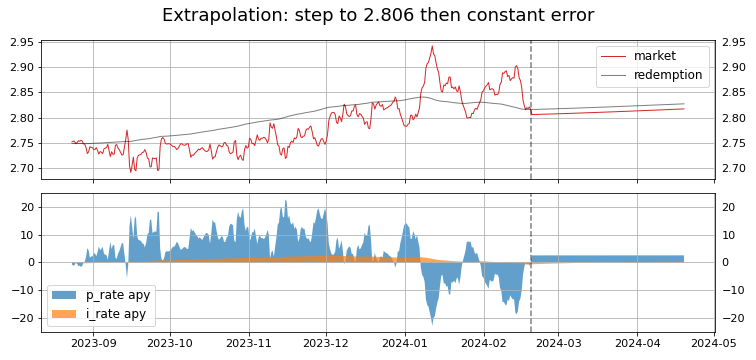 Extrapolation: step to 2.806 then constant error
2.95 2.95
market
2.90 2.90
redemption
2.85 2.85
2.80 2.80
2.75 2.75
2.70 2.70
20 20
10 10
0 0
p_rate apy
−10 −10
i_rate apy
−20 −20
2023-09 2023-10 2023-11 2023-12 2024-01 2024-02 2024-03 2024-04 2024-05